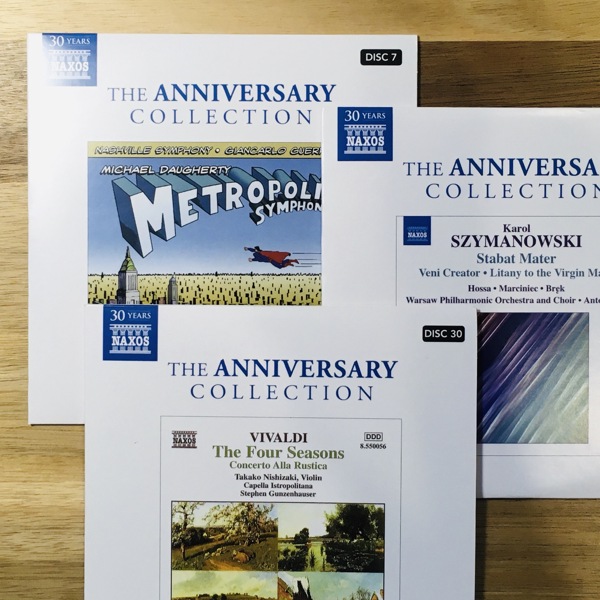 30 YEARS
NAXOS
DISC 7
THE ANNIVERSARY
COLLECTION
NASHVILLE SYMPHONY • GIANCARLO
MICHAEL DAUGHERTY
METROPOLI
SYMPHON
30 YEARS
NAXOS
THE ANNIVERSA
COLLECTION
NAXOS
Karol
SZYMANOWSKI
Stabat Mater
Veni Creator • Litany to the Virgin Ma
Hossa • Marciniec • Bręk
Warsaw Philharmonic Orchestra and Choir • Anto
30 YEARS
NAXOS
DISC 30
THE ANNIVERSARY
COLLECTION
NAXOS
VIVALDI
DDD
8.550056
The Four Seasons
Concerto Alla Rustica
Takako Nishizaki, Violin
Capella Istropolitana
Stephen Gunzenhauser